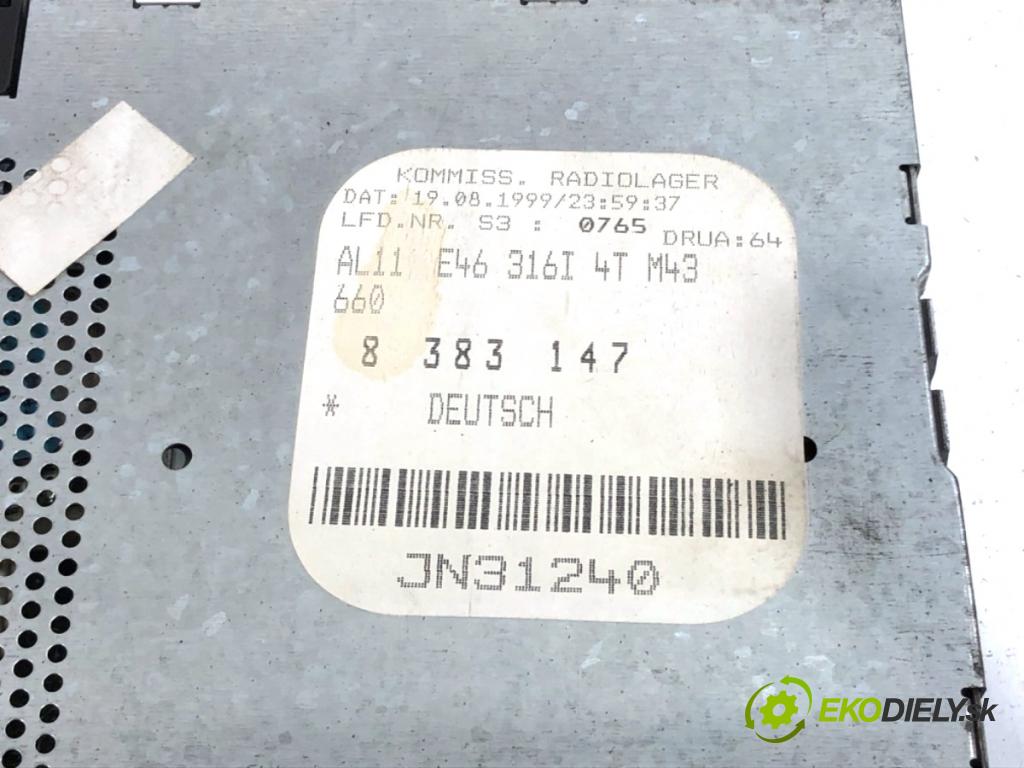 KOMMISS. RADIOLAGER
DAT: 19.08.1999/23:59:37
LFD.NR. S3 : 0765 DRUA:64
AL11 E46 316I 4T M43
660
8 383 147
* DEUTSCH
JN31240
EKODIELY.sk